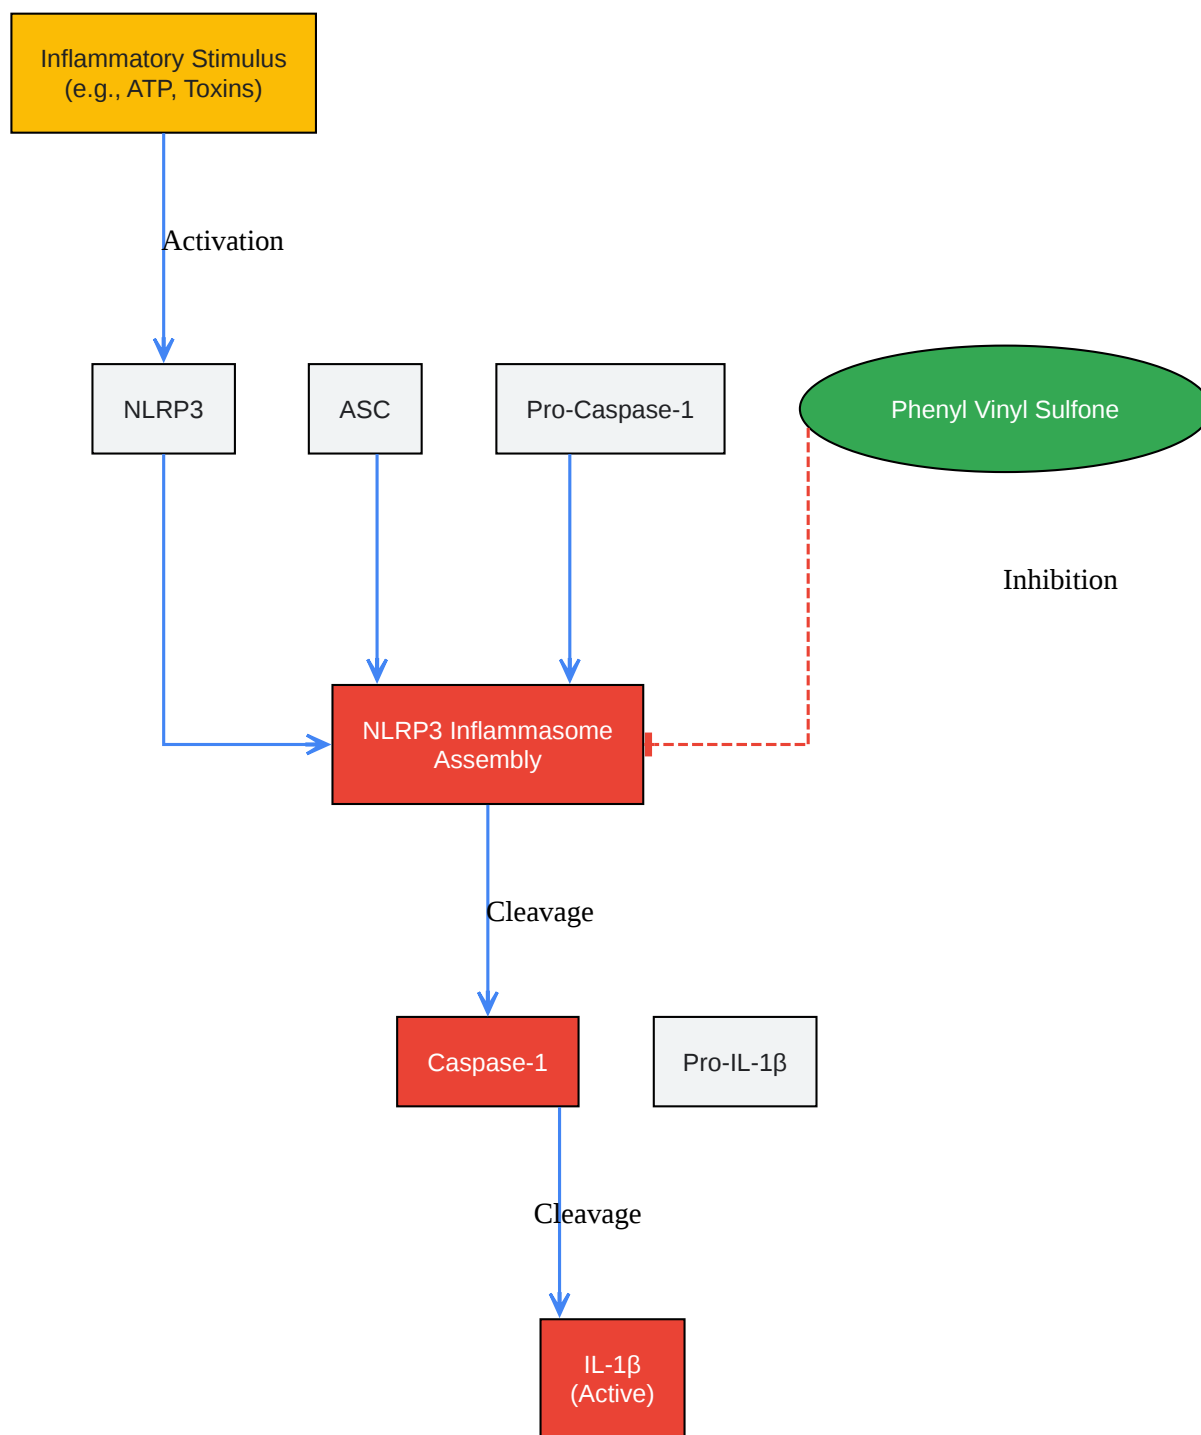 Inflammatory Stimulus
(e.g., ATP, Toxins)
Activation
NLRP3
ASC
Pro-Caspase-1
Phenyl Vinyl Sulfone
Inhibition
NLRP3 Inflammasome
Assembly
Cleavage
Caspase-1
Pro-IL-1β
Cleavage
IL-1β
(Active)